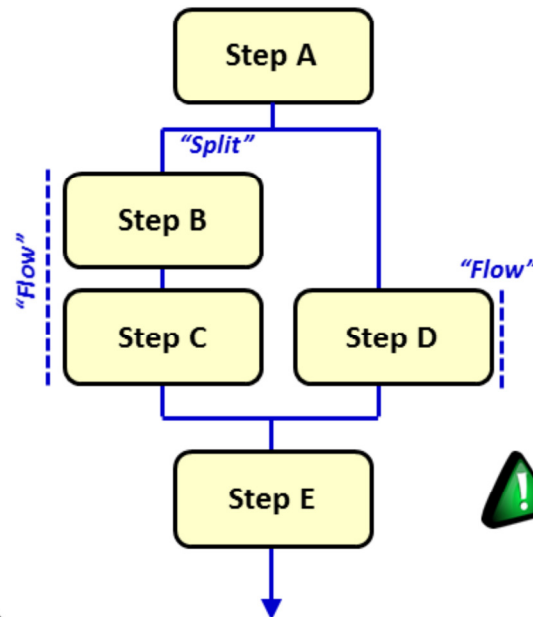 Step A
“Split”
Step B
“Flow”
“Flow”
Step C
Step D
Step E
!